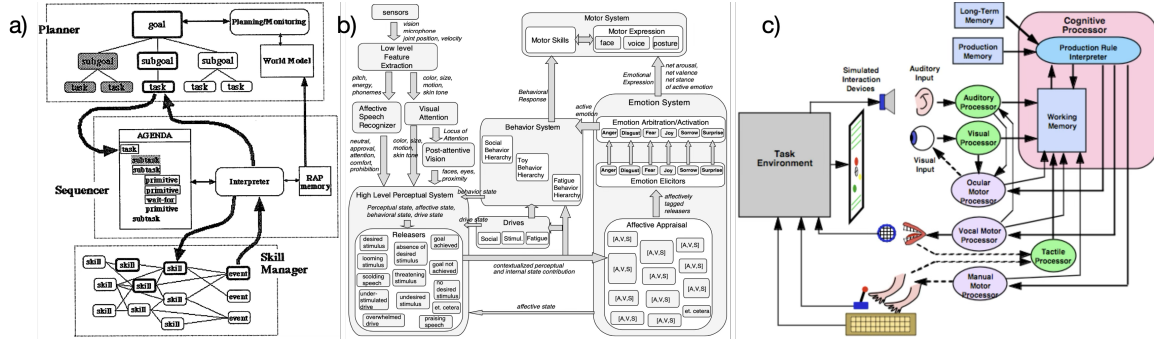 a)
Planner
goal
Planning/Monitoring
subgoal
subgoal
subgoal
World Model
task
task
task
task
task
AGENDA
task
subtask
subtask
primitive
primitive
wait-for
primitive
subtask
Sequencer
Interpreter
RAP
memory
Skill
Manager
skill
skill
skill
skill
skill
skill
skill
skill
event
event
event
b)
sensors
vision
microphone
joint position, velocity
Low level
Feature
Extraction
pitch,
energy,
phonemes
color, size,
motion,
skin tone
Affective
Speech
Recognizer
Visual
Attention
neutral,
approval,
attention,
comfort,
prohibition
color, size,
motion,
skin tone
Locus of
Attention
Post-attentive
Vision
faces, eyes,
proximity
High Level Perceptual System
Perceptual state, affective state,
behavioral state, drive state
Releasers
desired
stimulus
absence of
desired
stimulus
goal
achieved
looming
stimulus
goal not
achieved
scolding
speech
threatening
stimulus
no
desired
stimulus
under-
stimulated
drive
undesired
stimulus
et. cetera
overwhelmed
drive
praising
speech
Motor System
Motor Skills
Motor Expression
face
voice
posture
Behavioral
Response
Emotional
Expression
net arousal,
net valence
net stance
of active emotion
active
emotion
Behavior System
Social
Behavior
Hierarchy
Toy
Behavior
Hierarchy
Fatigue
Behavior
Hierarchy
behavior state
drive state
Drives
Social
Stimul.
Fatigue
contextualized perceptual
and internal state contribution
affective state
Emotion System
Emotion Arbitration/Activation
Anger
Disgust
Fear
Joy
Sorrow
Surprise
Anger
Disgust
Fear
Joy
Sorrow
Surprise
Emotion Elicitors
affectively
tagged
releasers
Affective Appraisal
[A,V,S]
[A,V,S]
[A,V,S]
[A,V,S]
[A,V,S]
[A,V,S]
[A,V,S]
[A,V,S]
[A,V,S]
[A,V,S]
[A,V,S]
et. cetera
[A,V,S]
[A,V,S]
c)
Long-Term
Memory
Production
Memory
Cognitive
Processor
Production Rule
Interpreter
Working
Memory
Simulated
Interaction
Devices
Auditory
Input
Auditory
Processor
Visual
Processor
Visual
Input
Task
Environment
Ocular
Motor
Processor
Vocal Motor
Processor
Tactile
Processor
Manual
Motor
Processor